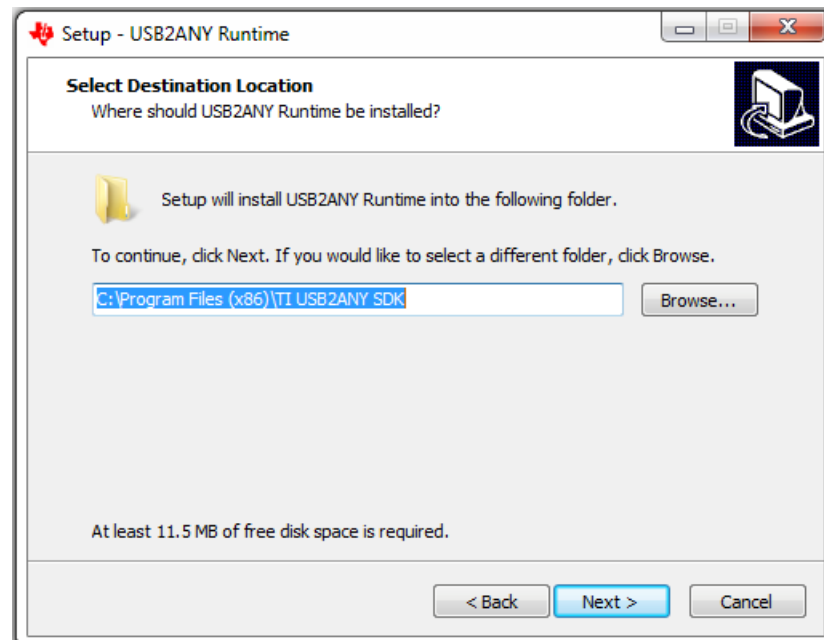 Setup - USB2ANY Runtime
Select Destination Location
Where should USB2ANY Runtime be installed?
Setup will install USB2ANY Runtime into the following folder.
To continue, click Next. If you would like to select a different folder, click Browse.
C:\Program Files (x86)\TI USB2ANY SDK
Browse...
At least 11.5 MB of free disk space is required.
< Back
Next >
Cancel